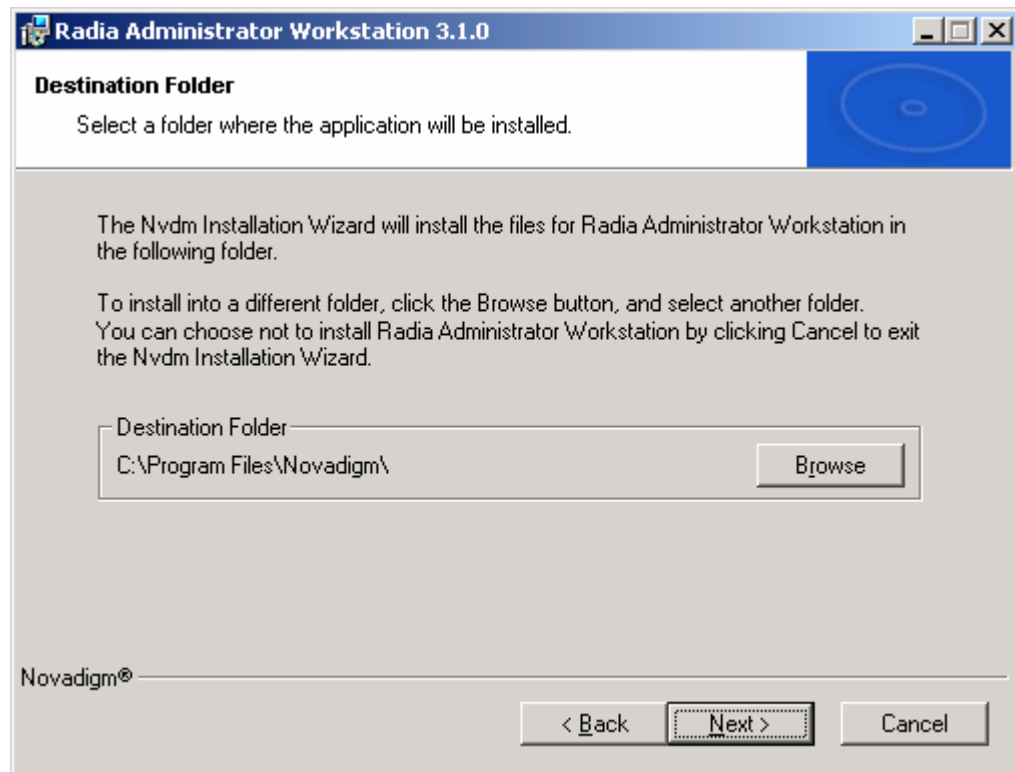 Radia Administrator Workstation 3.1.0
Destination Folder
Select a folder where the application will be installed.
The Nvdm Installation Wizard will install the files for Radia Administrator Workstation in
the following folder.
To install into a different folder, click the Browse button, and select another folder.
You can choose not to install Radia Administrator Workstation by clicking Cancel to exit
the Nvdm Installation Wizard.
Destination Folder
C:\Program Files\Novadigm\
Browse
Novadigm®
< Back
Next >
Cancel